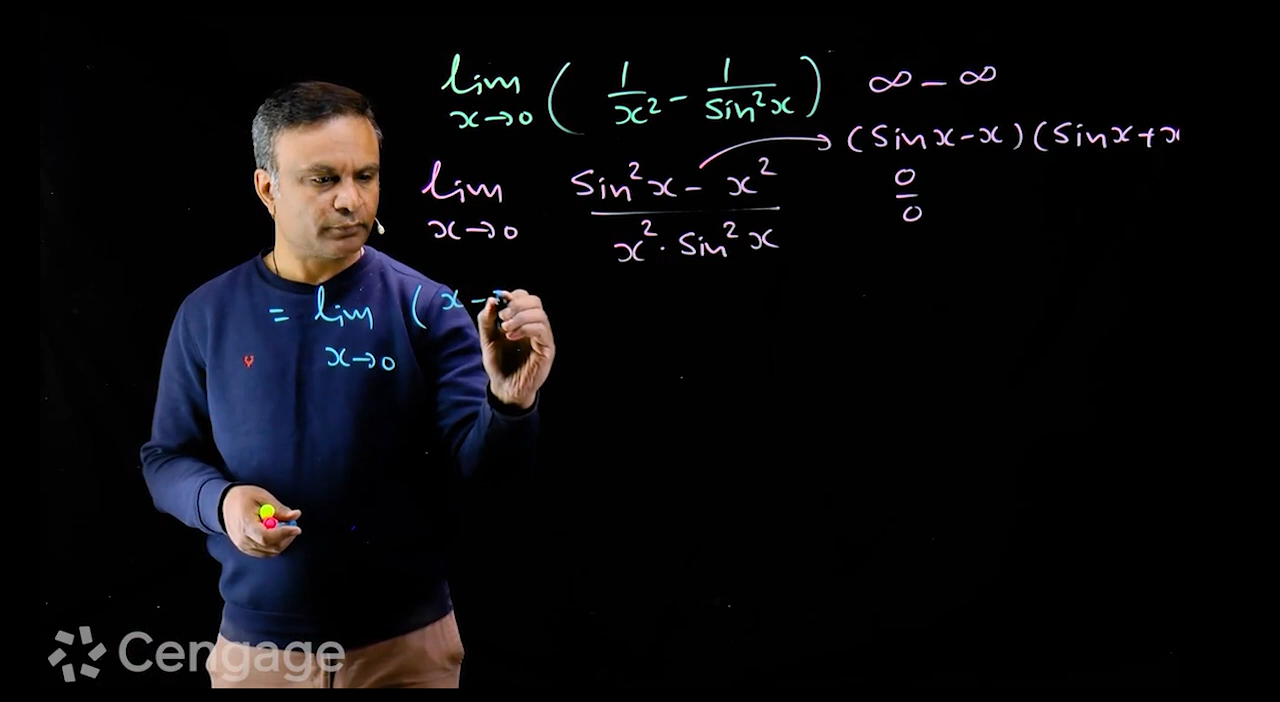 lim x→0 ( 1/x² - 1/sin²x ) ∞ - ∞
(sinx-x)(sinx+x
lim x→0 sin²x - x² / x² · sin²x 0/0
= lim x→0 ( x -
Cengage